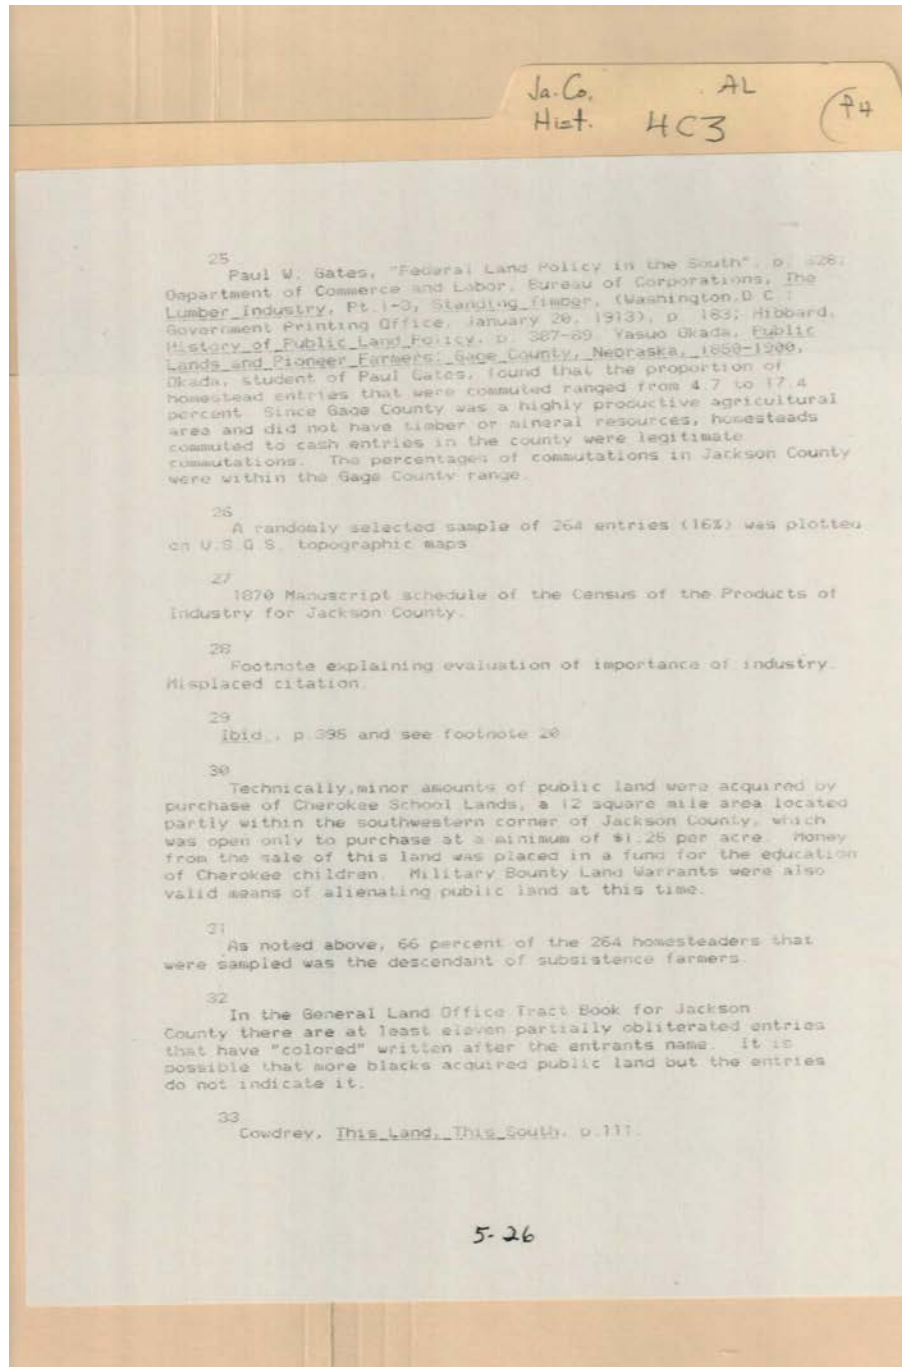 Ja.Co. AL
Hist. 4C3 P4
25
Paul W. Gates, "Federal Land Policy in the South", p. 328;
Department of Commerce and Labor, Bureau of Corporations, The
Lumber Industry, Pt.1-3, Standing Timber, (Washington,D C :
Government Printing Office, January 20, 1913), p. 183; Hibbard,
History of Public Land Policy, p. 387-89. Yasuo Okada, Public
Lands and Pioneer Farmers: Gage County, Nebraska, 1850-1900,
Okada, student of Paul Gates, found that the proportion of
homestead entries that were commuted ranged from 4.7 to 17.4
percent Since Gage County was a highly productive agricultural
area and did not have timber or mineral resources, homesteads
commuted to cash entries in the county were legitimate
commutations. The percentages of commutations in Jackson County
were within the Gage County range.
26
A randomly selected sample of 264 entries (16%) was plotted
on U.S.G.S. topographic maps
27
1870 Manuscript schedule of the Census of the Products of
Industry for Jackson County.
28
Footnote explaining evaluation of importance of industry.
Misplaced citation.
29
Ibid., p.395 and see footnote 20
30
Technically,minor amounts of public land were acquired by
purchase of Cherokee School Lands, a 12 square mile area located
partly within the southwestern corner of Jackson County, which
was open only to purchase at a minimum of $1.25 per acre. Money
from the sale of this land was placed in a fund for the education
of Cherokee children. Military Bounty Land Warrants were also
valid means of alienating public land at this time.
31
As noted above, 66 percent of the 264 homesteaders that
were sampled was the descendant of subsistence farmers.
32
In the General Land Office Tract Book for Jackson
County there are at least eleven partially obliterated entries
that have "colored" written after the entrants name. It is
possible that more blacks acquired public land but the entries
do not indicate it.
33
Cowdrey, This Land, This South, p.111.
5-26